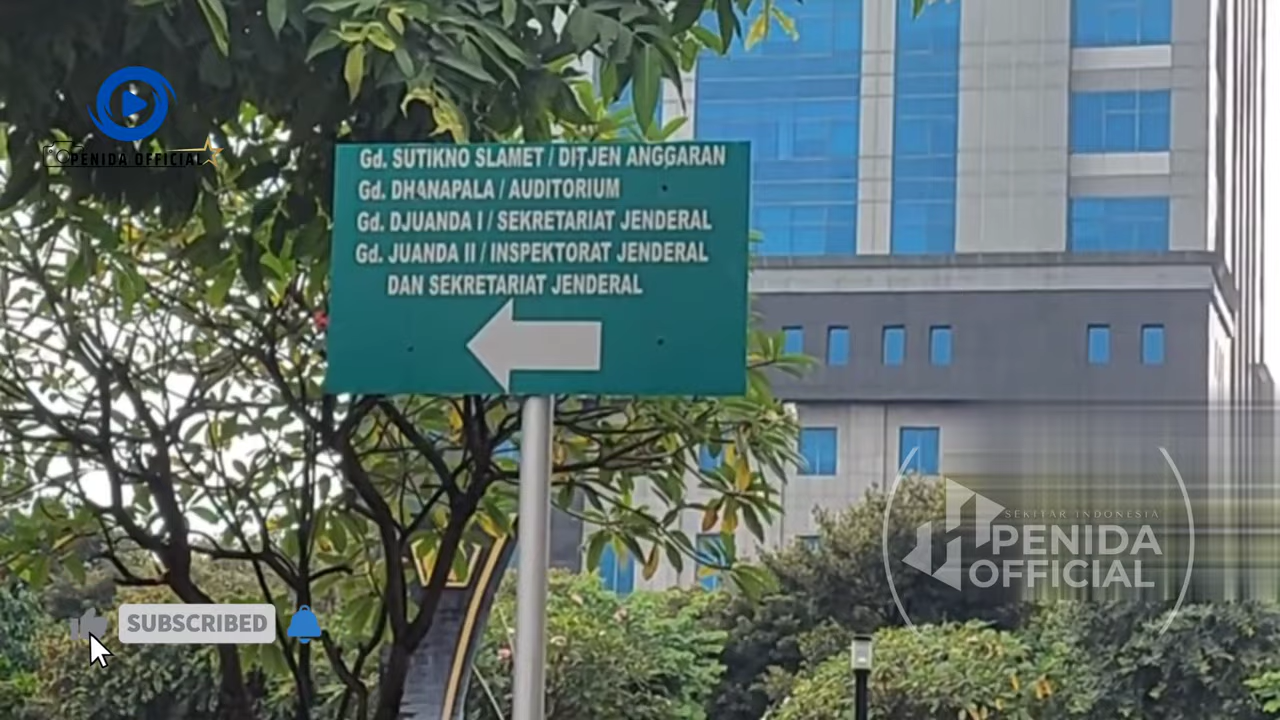 PENIDA OFFICIAL
Gd. SUTIKNO SLAMET / DITJEN ANGGARAN
Gd. DHANAPALA / AUDITORIUM
Gd. DJUANDA I / SEKRETARIAT JENDERAL
Gd. JUANDA II / INSPEKTORAT JENDERAL
DAN SEKRETARIAT JENDERAL
SEKITAR INDONESIA
PENIDA
OFFICIAL
SUBSCRIBED